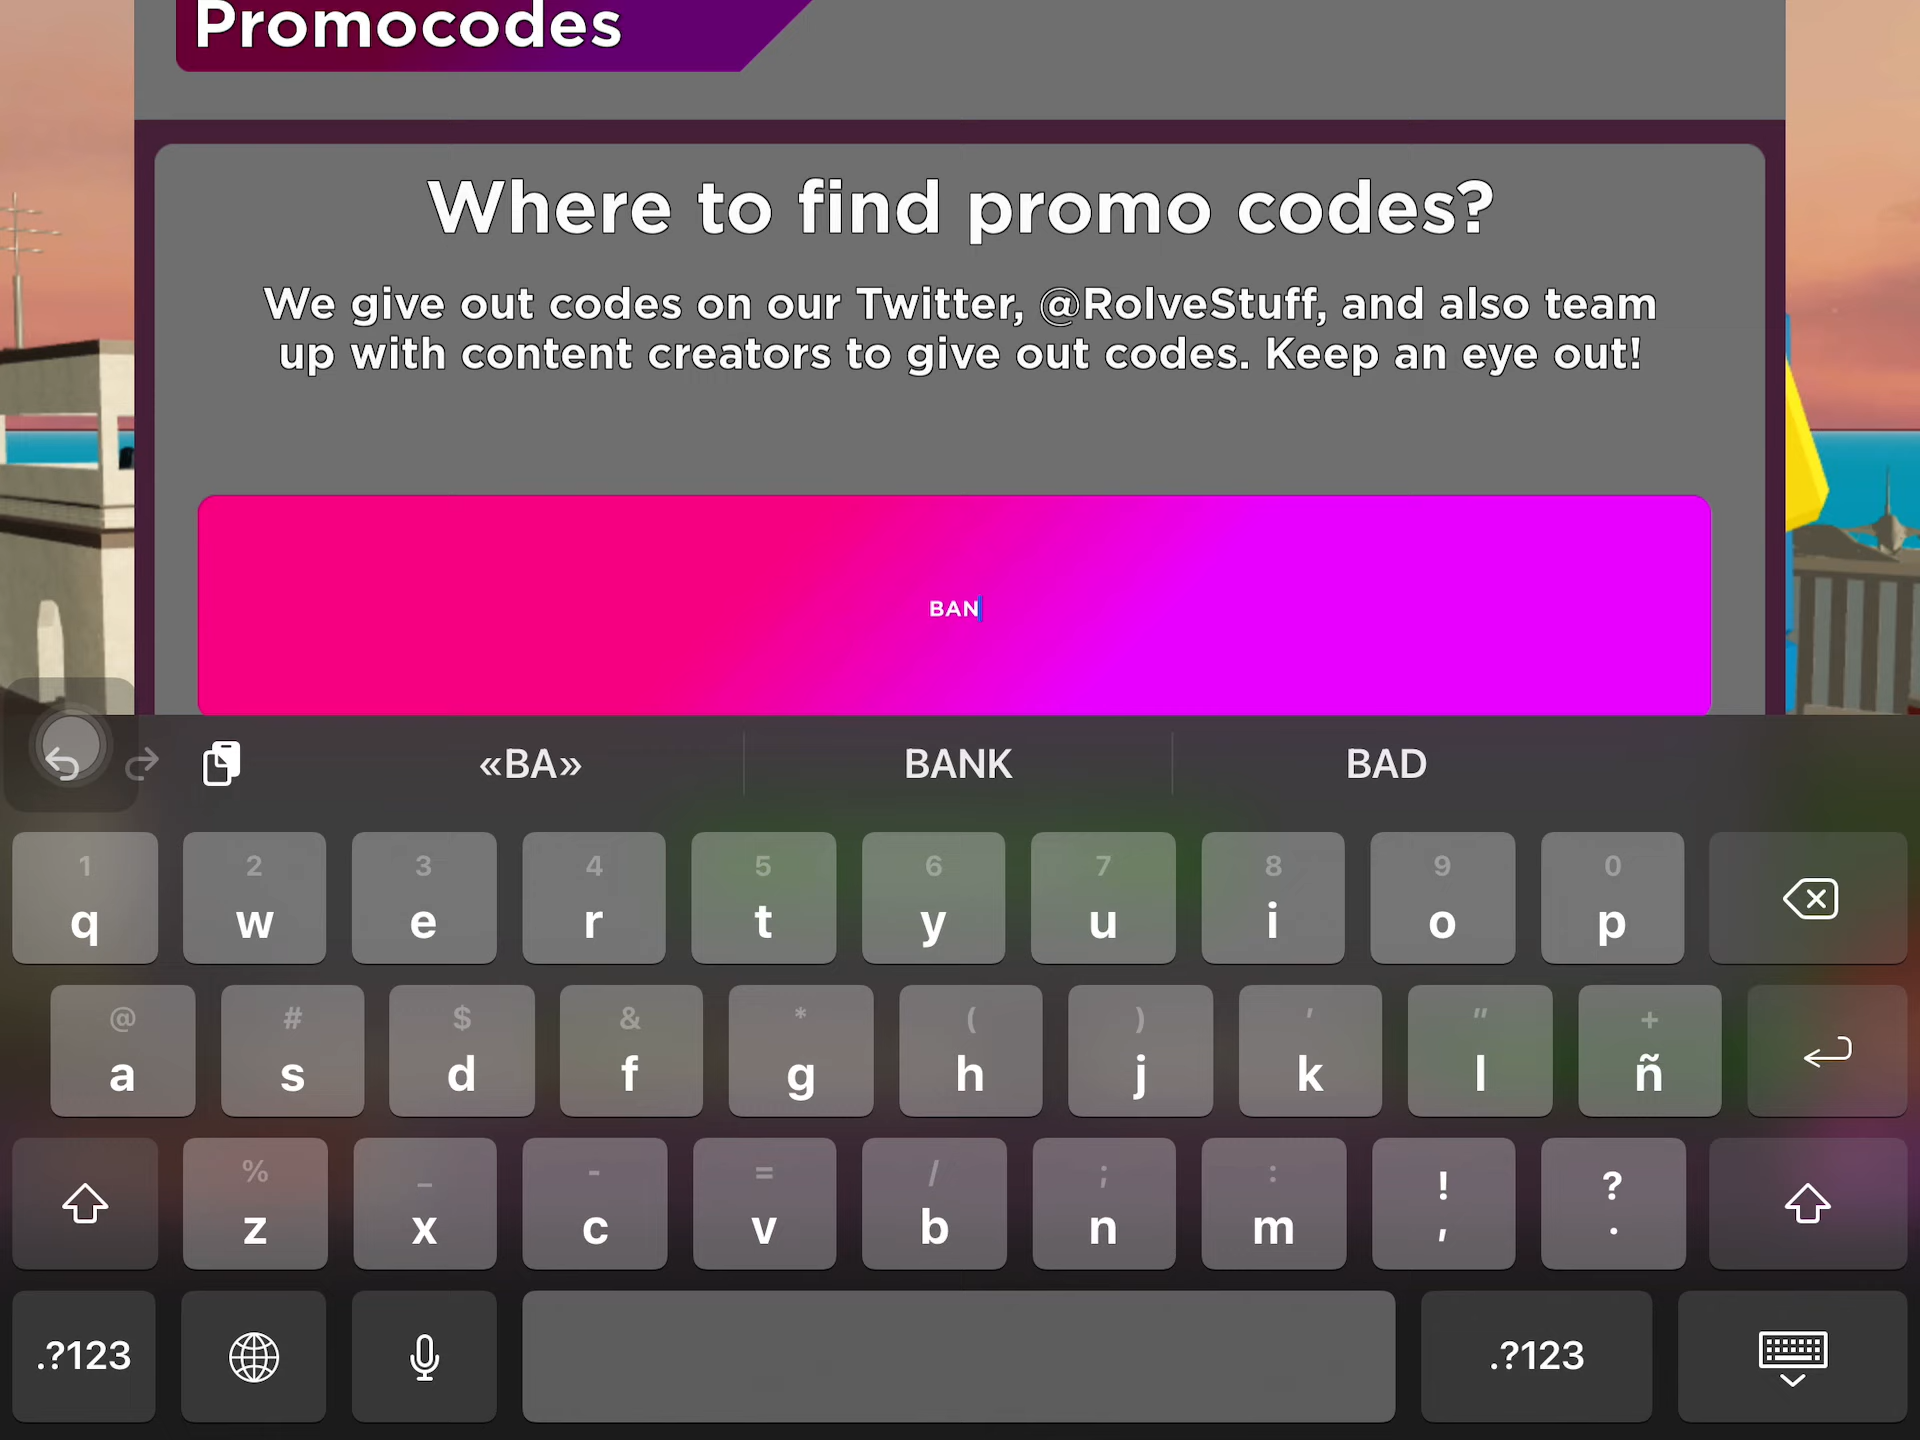 Promocodes
Where to find promo codes?
We give out codes on our Twitter, @RolveStuff, and also team
up with content creators to give out codes. Keep an eye out!
BAN
«BA» BANK BAD
1 2 3 4 5 6 7 8 9 0
q w e r t y u i o p
@ # $ & * ( ) ' " +
a s d f g h j k l ñ
% _ - = / ; : ! ?
z x c v b n m , .
.?123 .?123